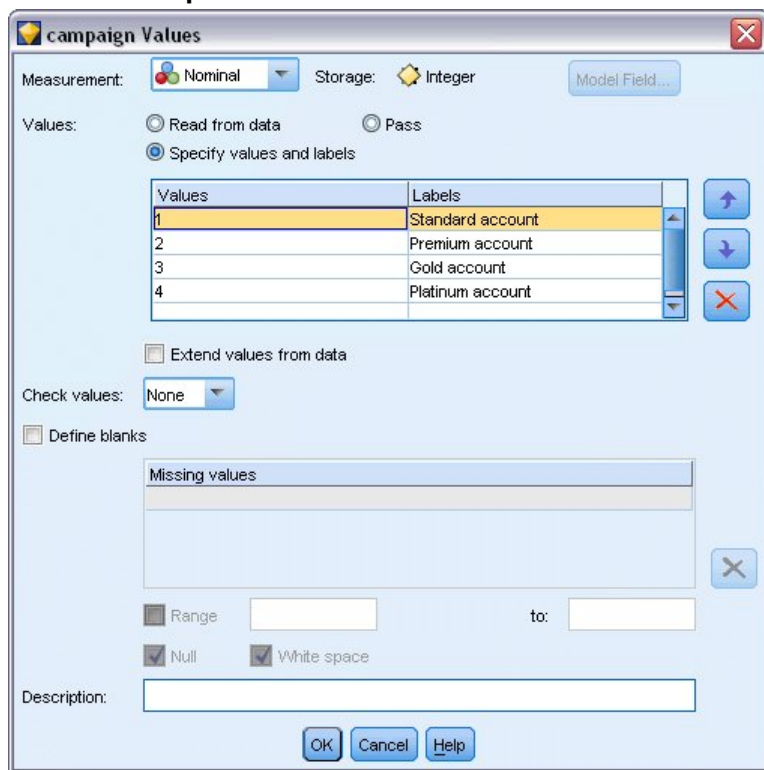 campaign Values
Measurement: Nominal Storage: Integer Model Field...
Values: Read from data Pass
Specify values and labels
Values Labels
1 Standard account
2 Premium account
3 Gold account
4 Platinum account
Extend values from data
Check values: None
Define blanks
Missing values
Range to:
Null White space
Description:
OK Cancel Help